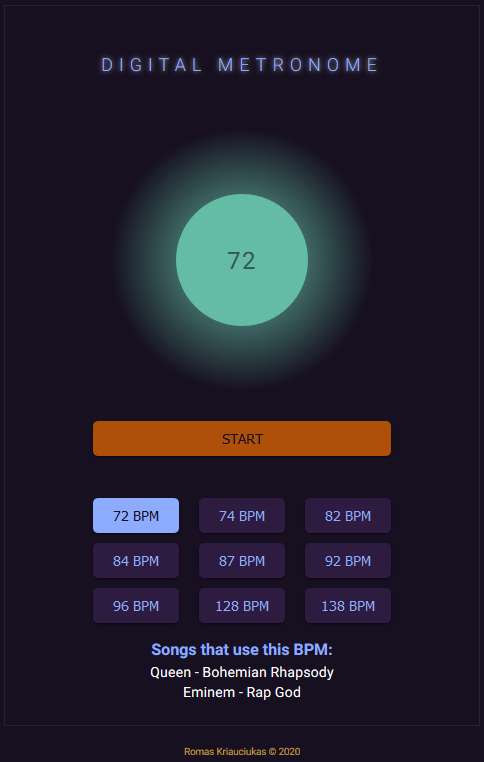 DIGITAL METRONOME
72
START
72 BPM 74 BPM 82 BPM
84 BPM 87 BPM 92 BPM
96 BPM 128 BPM 138 BPM
Songs that use this BPM:
Queen - Bohemian Rhapsody
Eminem - Rap God
Romas Kriauciukas © 2020